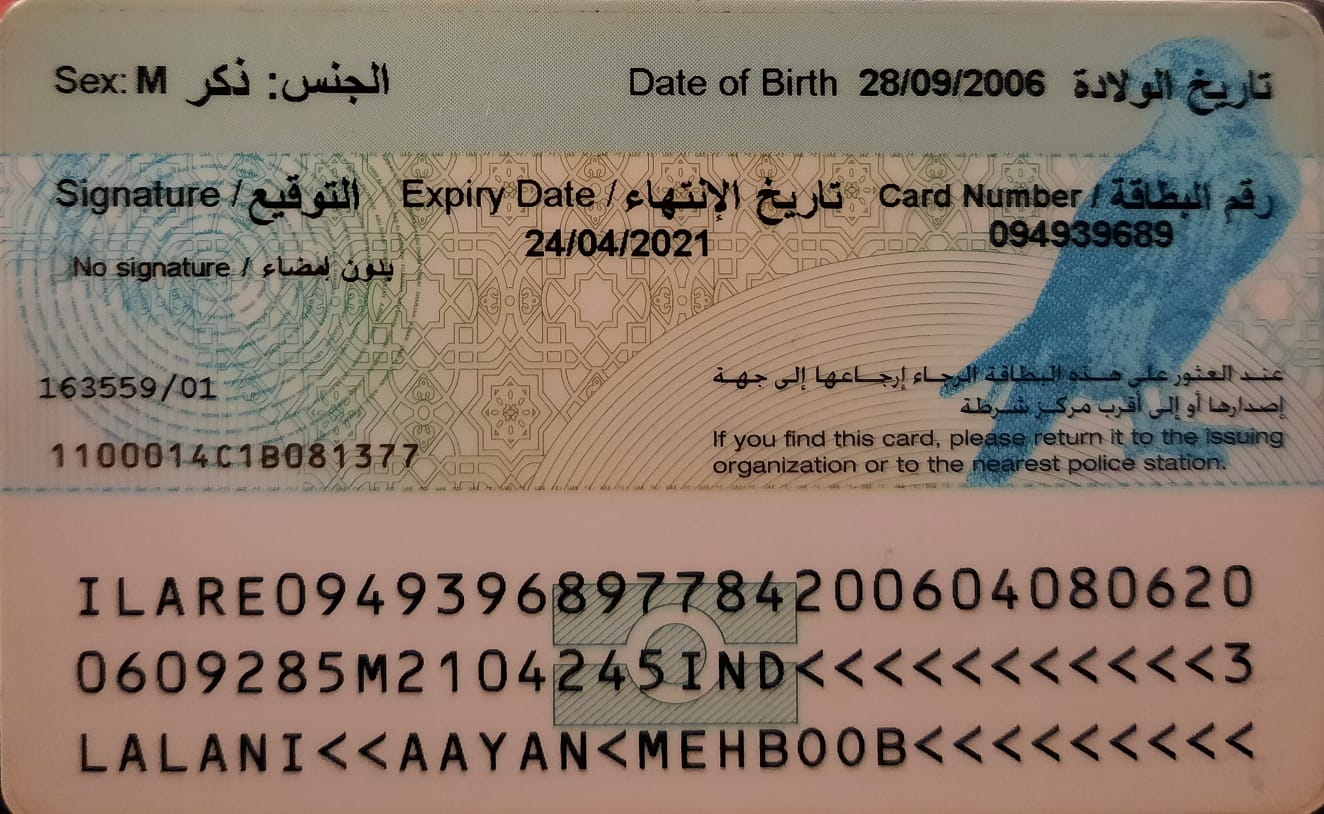 Sex: M الجنس: ذكر
Date of Birth 28/09/2006 تاريخ الولادة
Signature / التوقيع
No signature / بدون إمضاء
Expiry Date / تاريخ الإنتهاء
24/04/2021
Card Number / رقم البطاقة
094939689
163559/01
1100014C1B081377
عند العثور على هذه البطاقة الرجاء إرجاعها إلى جهة
إصدارها أو إلى أقرب مركز شرطة
If you find this card, please return it to the issuing
organization or to the nearest police station.
ILARE0949396897784200604080620
0609285M2104245IND<<<<<<<<<<<3
LALANI<<AAYAN<MEHBOOB<<<<<<<<<